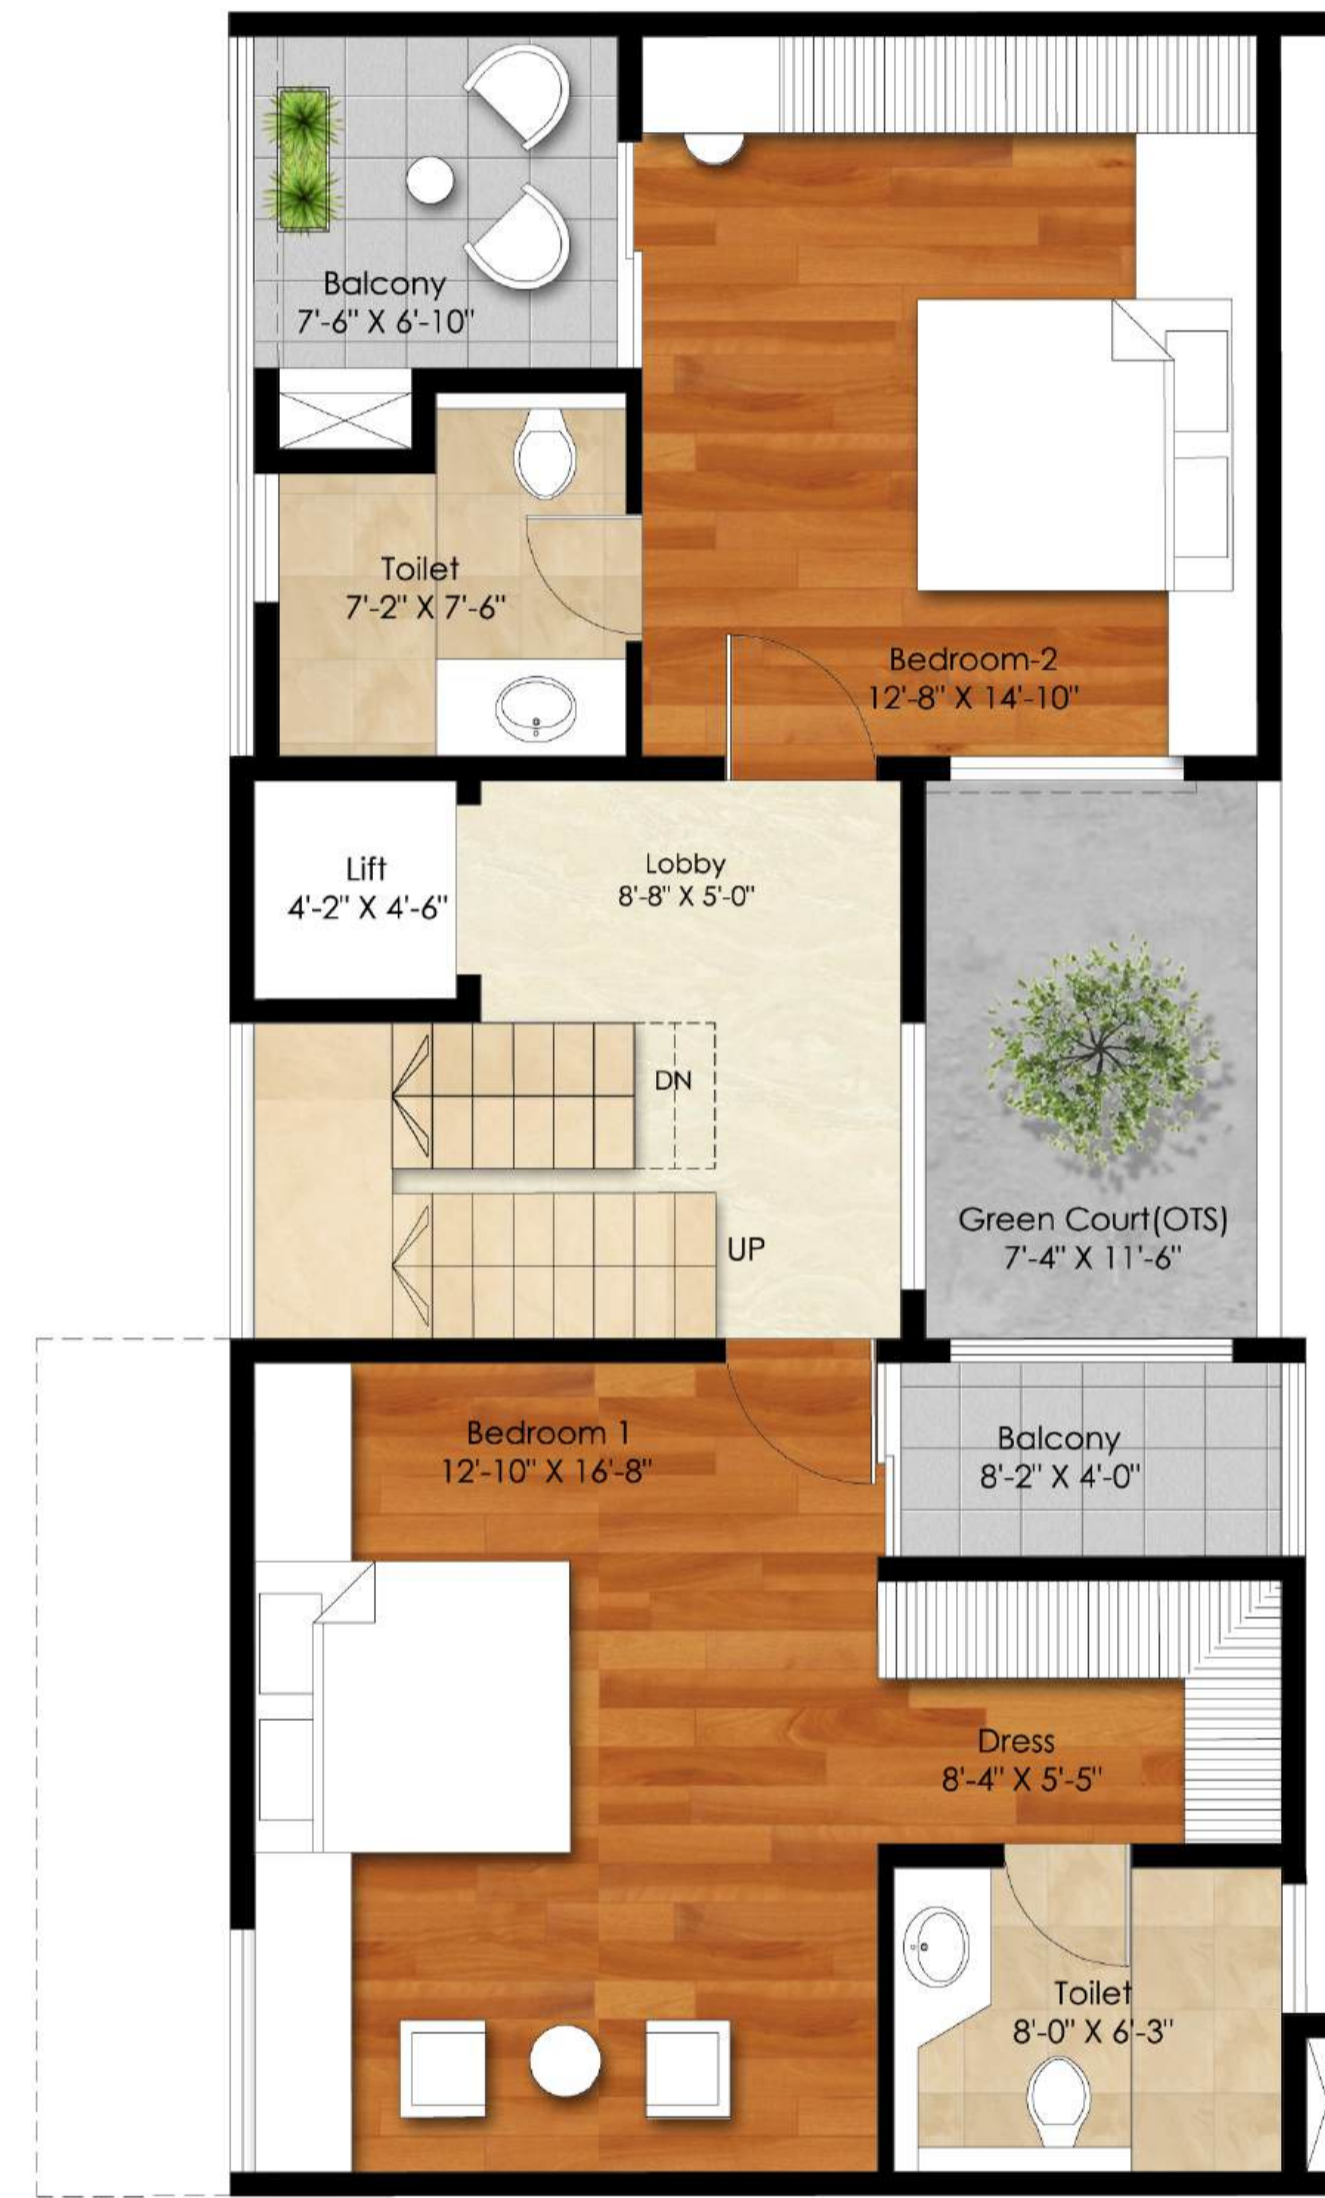 Balcony
7'-6" X 6'-10"
Toilet
7'-2" X 7'-6"
Bedroom-2
12'-8" X 14'-10"
Lift
4'-2" X 4'-6"
Lobby
8'-8" X 5'-0"
DN
UP
Green Court(OTS)
7'-4" X 11'-6"
Bedroom 1
12'-10" X 16'-8"
Balcony
8'-2" X 4'-0"
Dress
8'-4" X 5'-5"
Toilet
8'-0" X 6'-3"